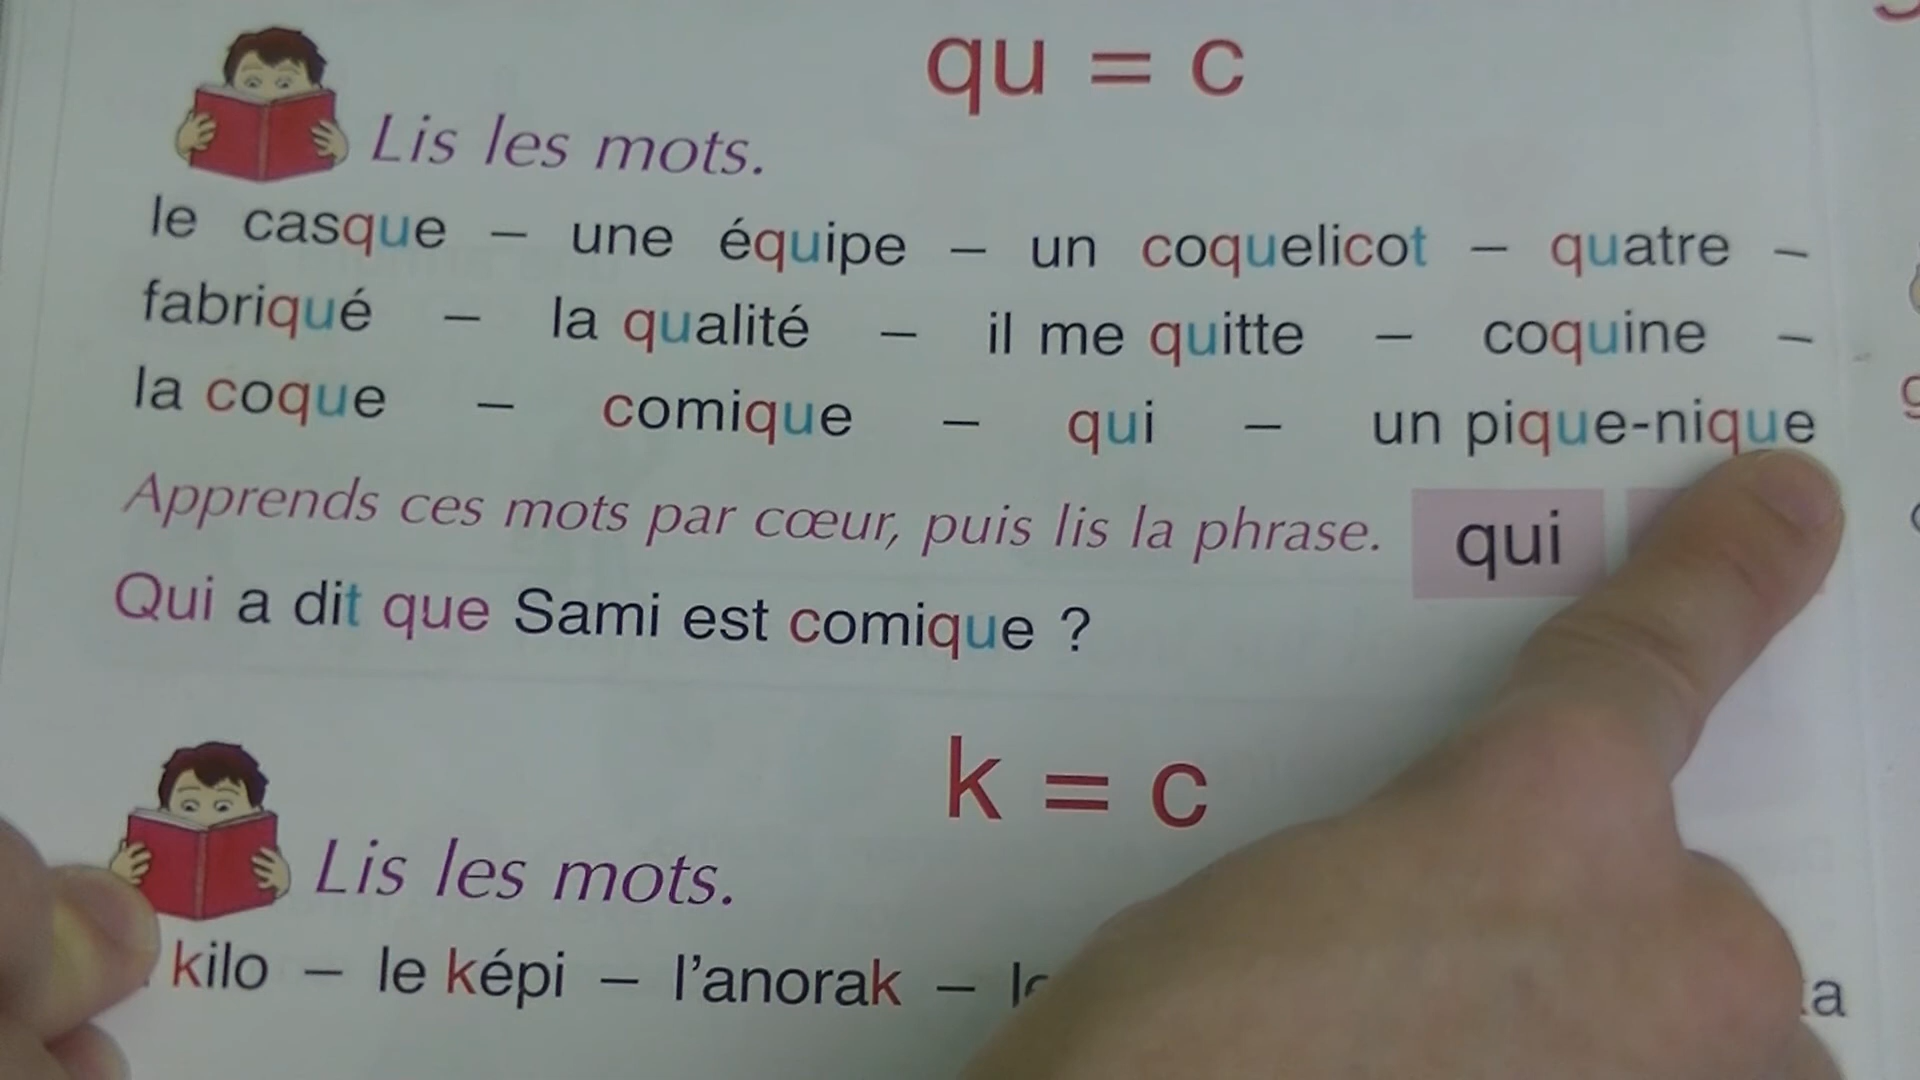 qu = c
Lis les mots.
le casque – une équipe – un coquelicot – quatre –
fabriqué – la qualité – il me quitte – coquine –
la coque – comique – qui – un pique-nique
Apprends ces mots par cœur, puis lis la phrase. qui
Qui a dit que Sami est comique ?
k = c
Lis les mots.
kilo – le képi – l'anorak –